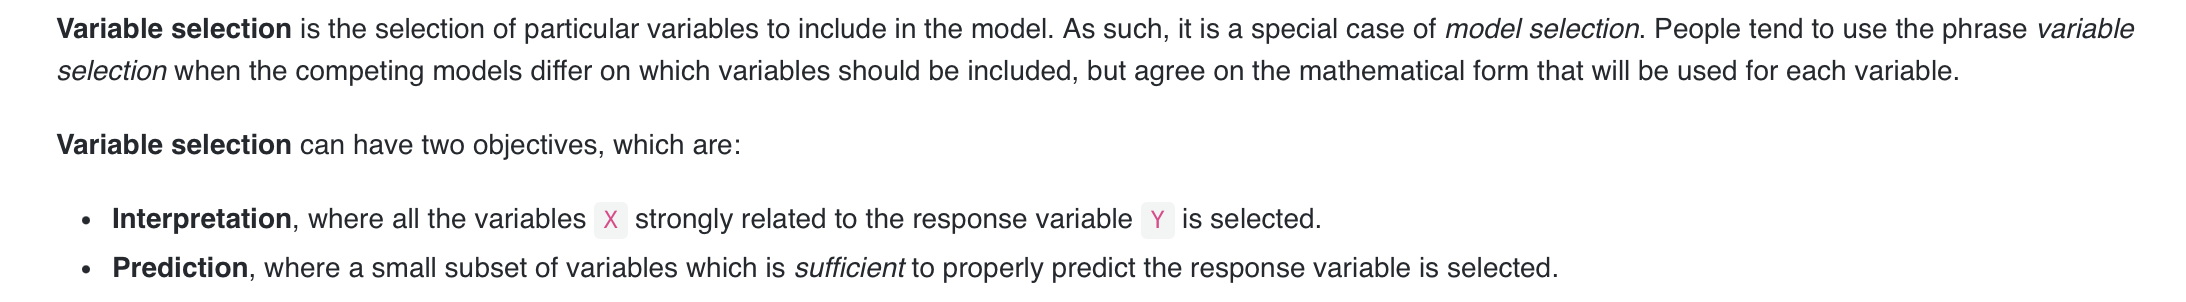 Variable selection is the selection of particular variables to include in the model. As such, it is a special case of model selection. People tend to use the phrase variable
selection when the competing models differ on which variables should be included, but agree on the mathematical form that will be used for each variable.
Variable selection can have two objectives, which are:
• Interpretation, where all the variables X strongly related to the response variable Y is selected.
• Prediction, where a small subset of variables which is sufficient to properly predict the response variable is selected.